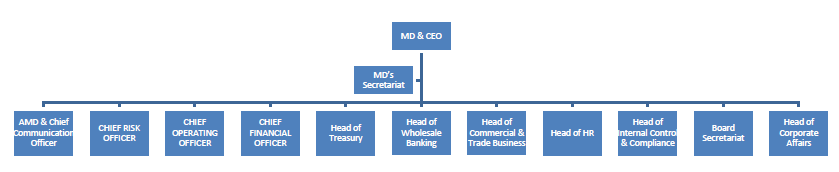 MD & CEO
MD's
Secretariat
AMD & Chief
Communication
Officer
CHIEF RISK
OFFICER
CHIEF
OPERATING
OFFICER
CHIEF
FINANCIAL
OFFICER
Head of
Treasury
Head of
Wholesale
Banking
Head of
Commercial &
Trade Business
Head of HR
Head of
Internal Control
& Compliance
Board
Secretariat
Head of
Corporate
Affairs